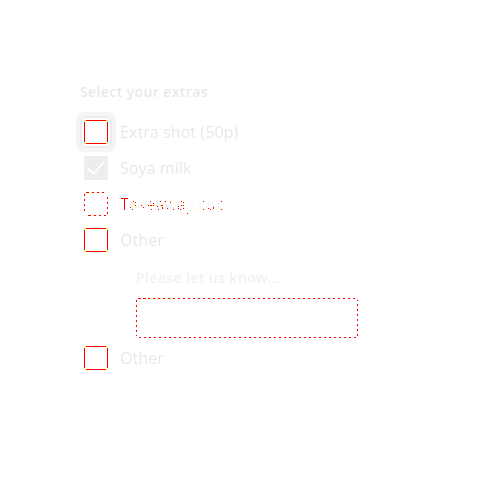 Select your extras
Extra shot (50p)
Soya milk
Takeaway cup
Other
Please let us know...
Other